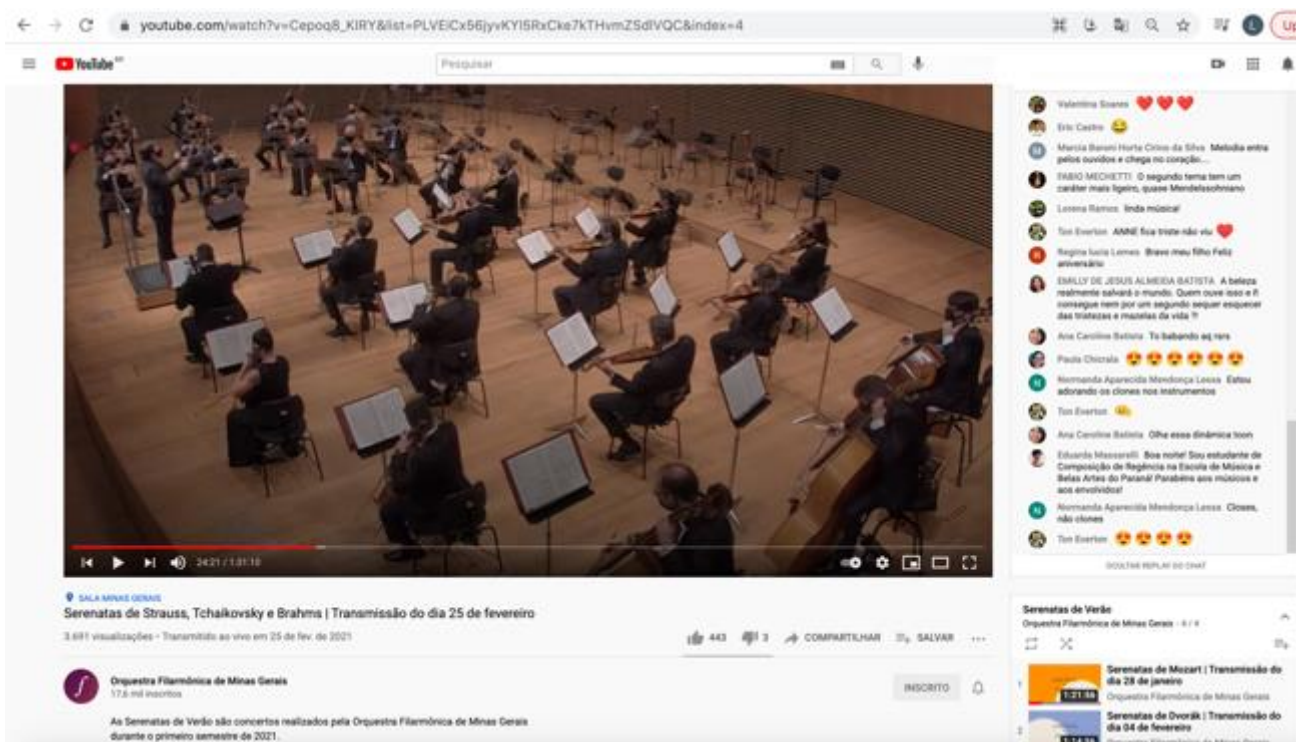 youtube.com/watch?v=Cepoq8_KIRY&list=PLVEiCx56jyvKYI5RxCke7kTHvmZSdlVQC&index=4
YouTube
Pesquisar
24:21 / 1:01:10
SALA MINAS GERAIS
Serenatas de Strauss, Tchaikovsky e Brahms | Transmissão do dia 25 de fevereiro
3.691 visualizações • Transmitido ao vivo em 25 de fev. de 2021
443
3
COMPARTILHAR
SALVAR
Orquestra Filarmônica de Minas Gerais
17,6 mil inscritos
INSCRITO
As Serenatas de Verão são concertos realizados pela Orquestra Filarmônica de Minas Gerais
durante o primeiro semestre de 2021.
Valentina Soares
Eric Castro
Marcia Baroni Horta Cirino da Silva Melodia entra
pelos ouvidos e chega no coração...
FABIO MECHETTI O segundo tema tem um
caráter mais ligeiro, quase Mendelssohniano
Lorena Ramos linda música!
Ton Everton ANNE fica triste não viu
Regina lucia Lemes Bravo meu filho Feliz
aniversário
EMILLY DE JESUS ALMEIDA BATISTA A beleza
realmente salvará o mundo. Quem ouve isso e ñ
consegue nem por um segundo sequer esquecer
das tristezas e mazelas da vida ?!
Ana Caroline Batista To babando aq rsrs
Paula Chicrala
Normanda Aparecida Mendonça Lessa Estou
adorando os clones nos instrumentos
Ton Everton
Ana Caroline Batista Olha essa dinâmica toon
Eduardo Massarelli Boa noite! Sou estudante de
Composição de Regência na Escola de Música e
Belas Artes do Paraná! Parabéns aos músicos e
aos envolvidos!
Normanda Aparecida Mendonça Lessa Closes,
não clones
Ton Everton
OCULTAR REPLAY DO CHAT
Serenatas de Verão
Orquestra Filarmônica de Minas Gerais - 4 / 4
1
1:21:56
Serenatas de Mozart | Transmissão do
dia 28 de janeiro
Orquestra Filarmônica de Minas Gerais
2
Serenatas de Dvorák | Transmissão do
dia 04 de fevereiro